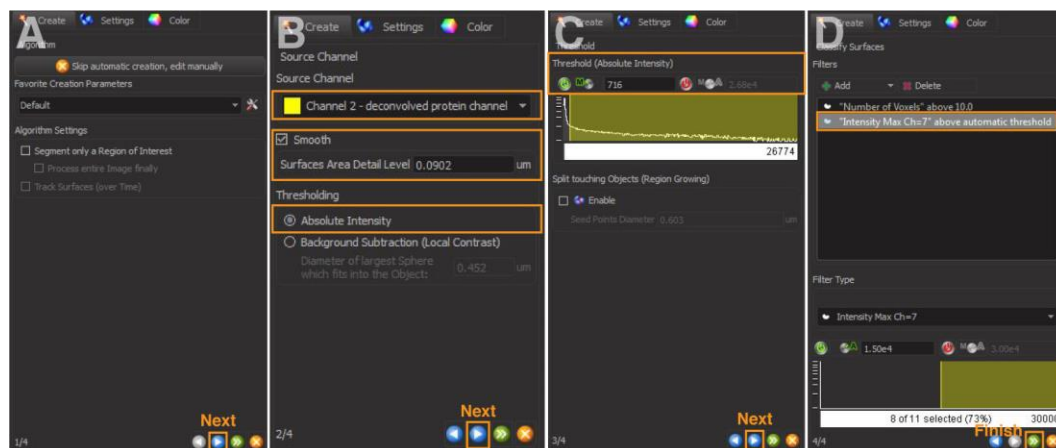 A
Create Settings Color
Algorithm
Skip automatic creation, edit manually
Favorite Creation Parameters
Default
Algorithm Settings
Segment only a Region of Interest
Process entire Image finally
Track Surfaces (over Time)
Next
1/4
B
Create Settings Color
Source Channel
Source Channel
Channel 2 - deconvolved protein channel
Smooth
Surfaces Area Detail Level 0.0902 um
Thresholding
Absolute Intensity
Background Subtraction (Local Contrast)
Diameter of largest Sphere
which fits into the Object: 0.452 um
Next
2/4
C
Create Settings Color
Threshold
Threshold (Absolute Intensity)
M 716 M A 2.68e4
26774
Split touching Objects (Region Growing)
Enable
Seed Points Diameter 0.603 um
Next
3/4
D
Create Settings Color
Classify Surfaces
Filters
Add Delete
"Number of Voxels" above 10.0
"Intensity Max Ch=7" above automatic threshold
Filter Type
Intensity Max Ch=7
A 1.50e4 M A 3.00e4
8 of 11 selected (73%) 30000
Finish
4/4